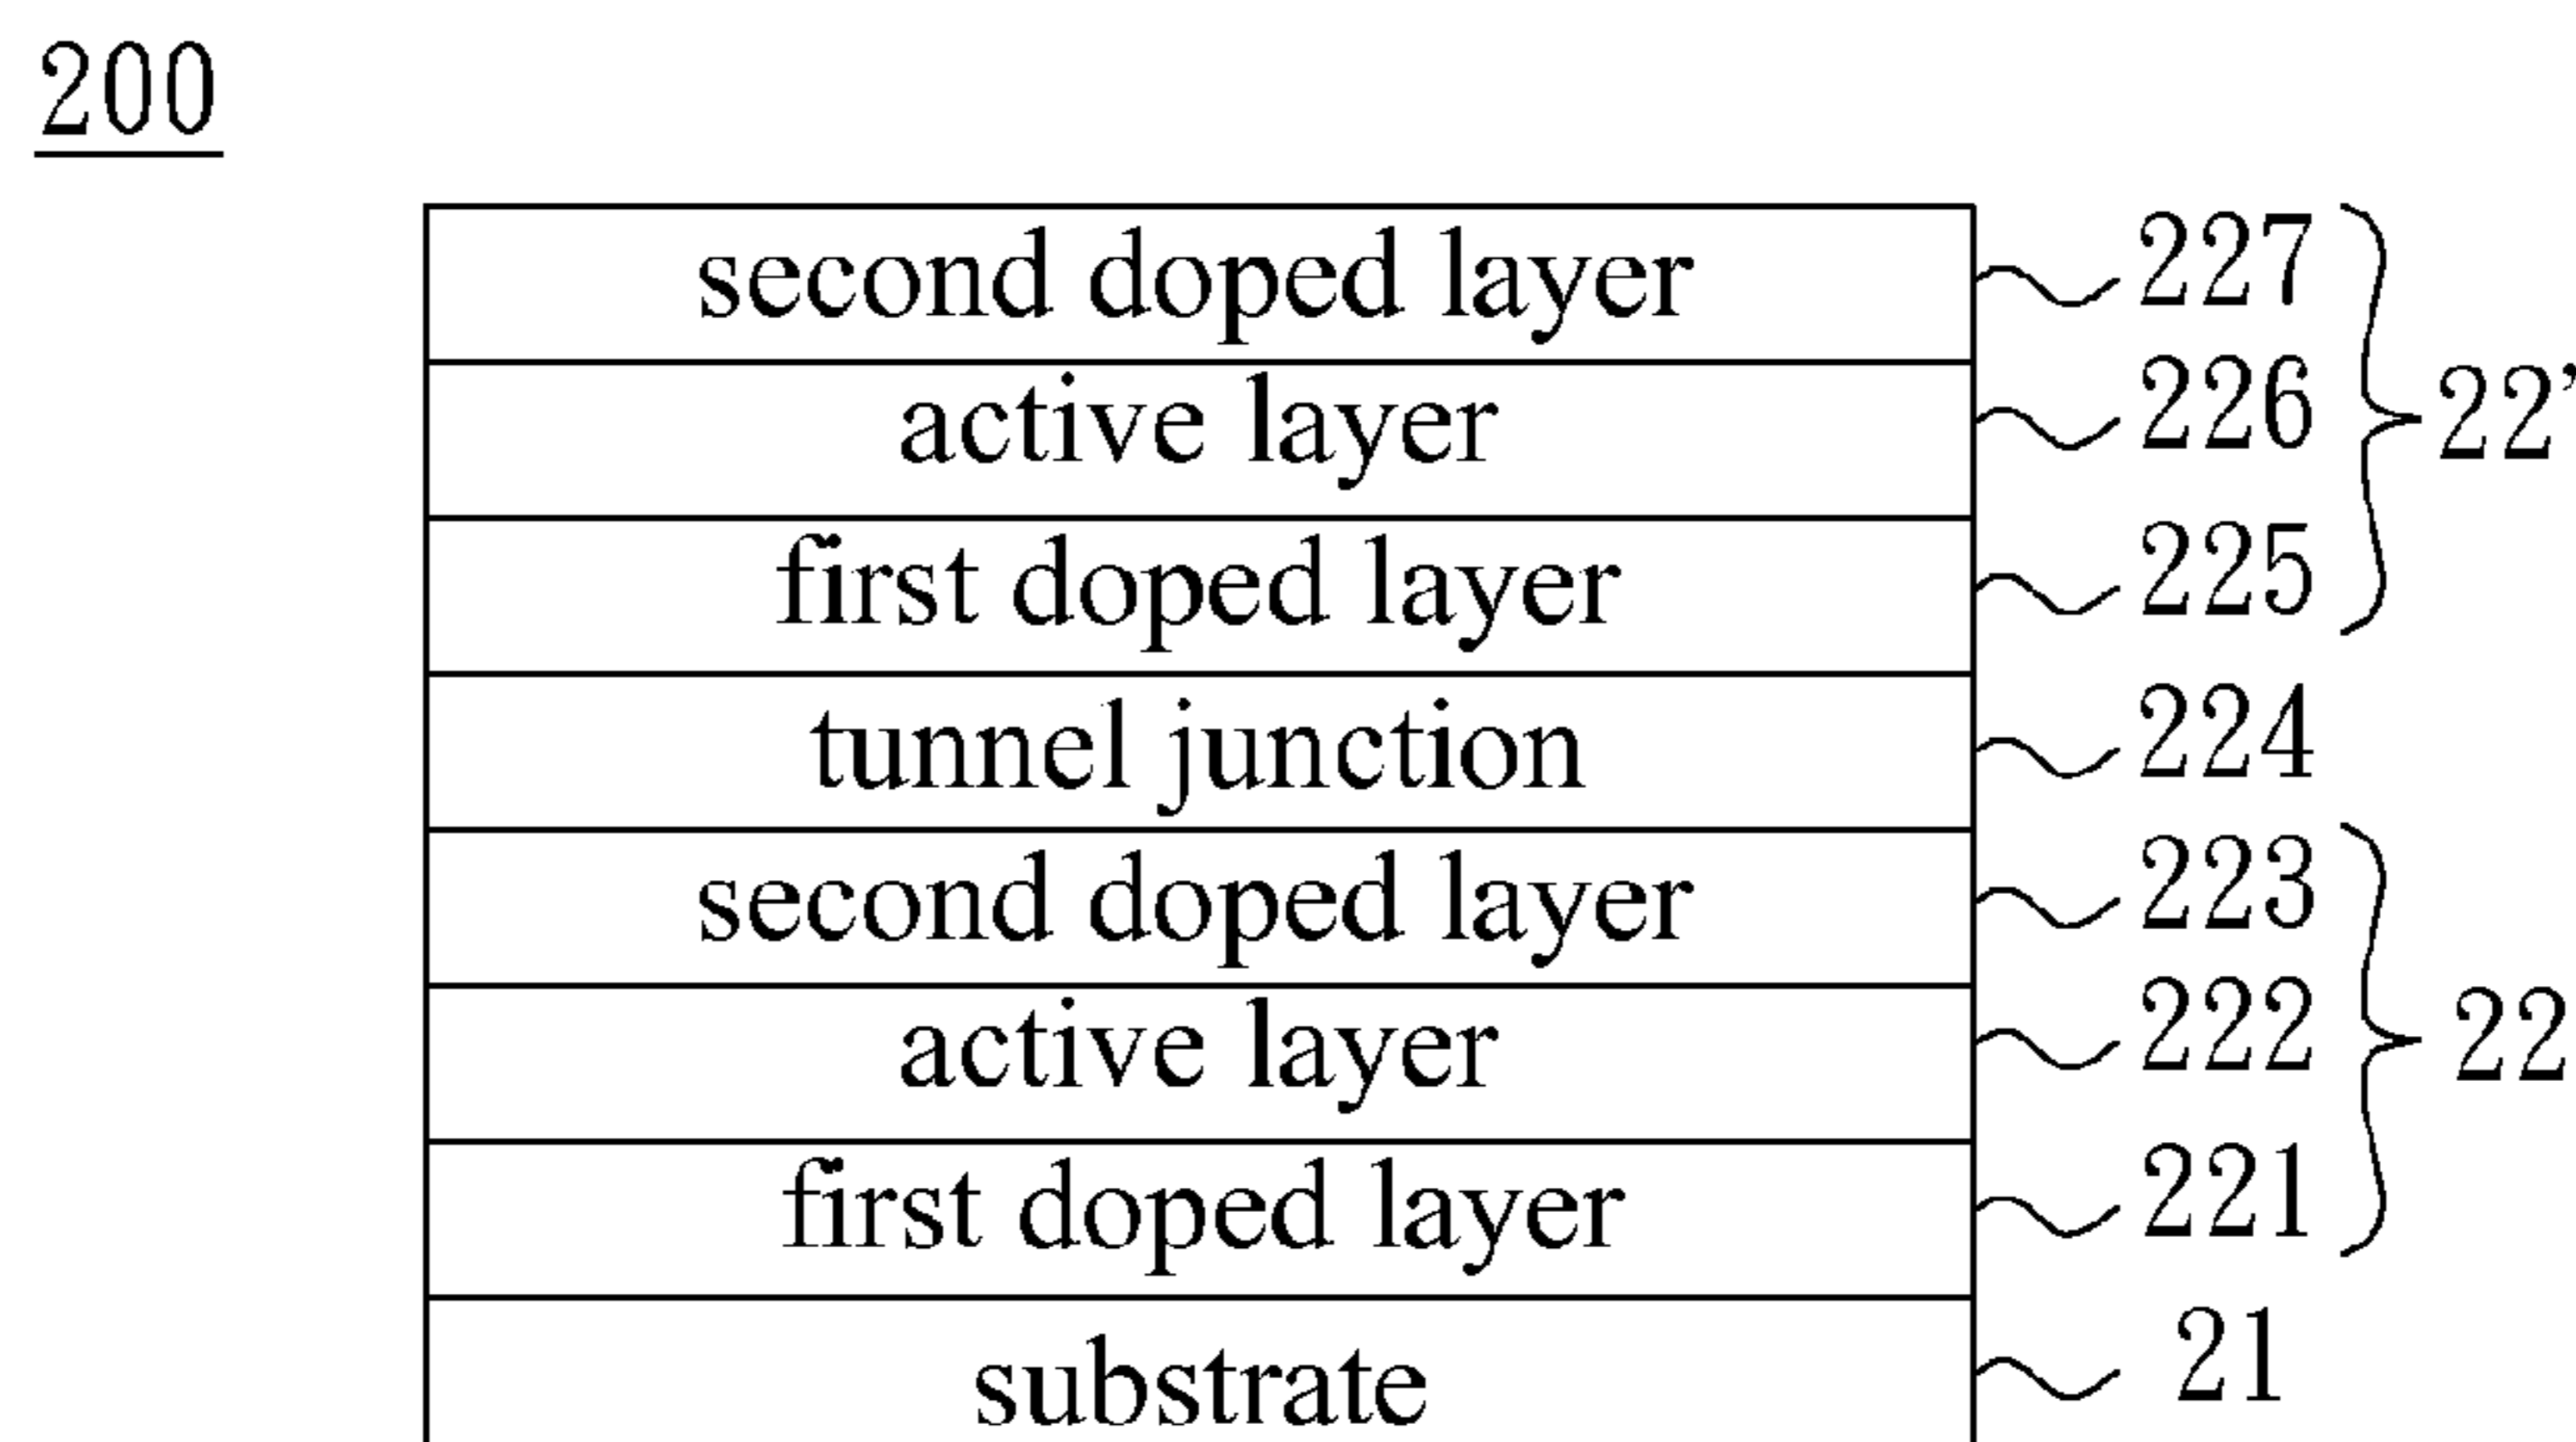 200
second doped layer 227
active layer 226 22'
first doped layer 225
tunnel junction 224
second doped layer 223
active layer 222 22
first doped layer 221
substrate 21